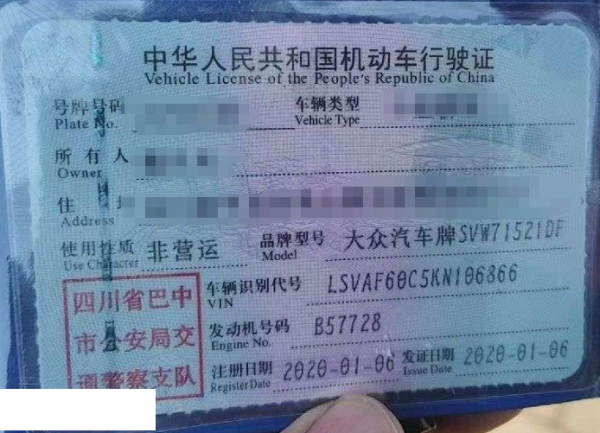 中华人民共和国机动车行驶证
Vehicle License of the People's Republic of China
号牌号码 车辆类型
Plate No. Vehicle Type
所有人
Owner
住
Address
使用性质 非营运 品牌型号 大众汽车牌SVW71521DF
Use Character Model
车辆识别代号 LSVAF60C5KN106866
VIN
发动机号码 B57728
Engine No.
注册日期 2020-01-06 发证日期 2020-01-06
Register Date Issue Date
四川省巴中
市公安局交
通警察支队